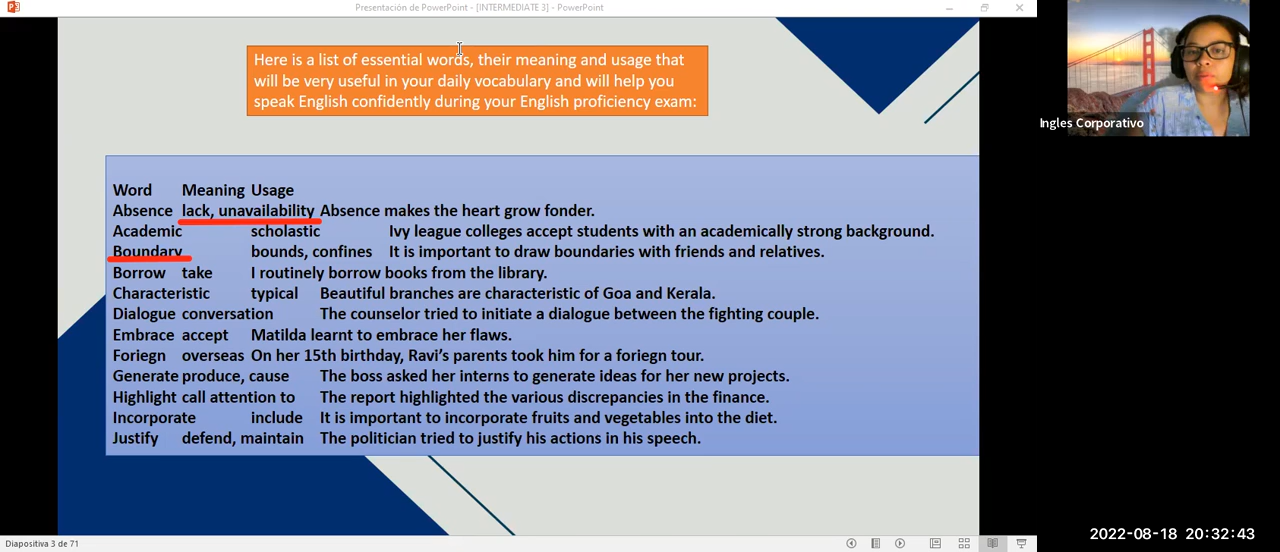 Presentación de PowerPoint - [INTERMEDIATE 3] - PowerPoint
Here is a list of essential words, their meaning and usage that
will be very useful in your daily vocabulary and will help you
speak English confidently during your English proficiency exam:
Ingles Corporativo
Word Meaning Usage
Absence lack, unavailability Absence makes the heart grow fonder.
Academic scholastic Ivy league colleges accept students with an academically strong background.
Boundary bounds, confines It is important to draw boundaries with friends and relatives.
Borrow take I routinely borrow books from the library.
Characteristic typical Beautiful branches are characteristic of Goa and Kerala.
Dialogue conversation The counselor tried to initiate a dialogue between the fighting couple.
Embrace accept Matilda learnt to embrace her flaws.
Foriegn overseas On her 15th birthday, Ravi's parents took him for a foriegn tour.
Generate produce, cause The boss asked her interns to generate ideas for her new projects.
Highlight call attention to The report highlighted the various discrepancies in the finance.
Incorporate include It is important to incorporate fruits and vegetables into the diet.
Justify defend, maintain The politician tried to justify his actions in his speech.
Diapositiva 3 de 71
2022-08-18 20:32:43